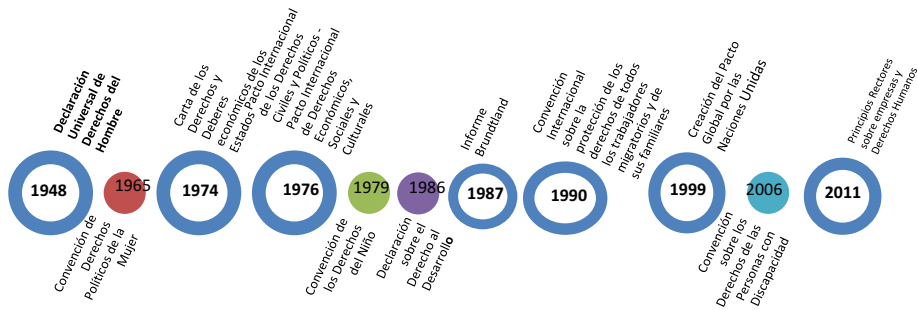 Declaración
Universal de
Derechos del
Hombre
1948
Convención de
Derechos
Políticos de la
Mujer
1965
Carta de los
Derechos y
Deberes
económicos de los
Estados Pacto Internacional
de los Derechos
Civiles y Políticos -
Pacto Internacional
de Derechos
Económicos,
Sociales y
Culturales
1974
1976
Convención de
los Derechos
del Niño
1979
Declaración
sobre el
Derecho al
Desarrollo
1986
Informe
Brundtland
1987
Convención
Internacional
sobre la
protección de los
derechos de todos
los trabajadores
migratorios y de
sus familiares
1990
Creación del Pacto
Global por las
Naciones Unidas
1999
Convención
sobre los
Derechos de las
Personas con
Discapacidad
2006
Principios Rectores
sobre empresas y
Derechos Humanos
2011